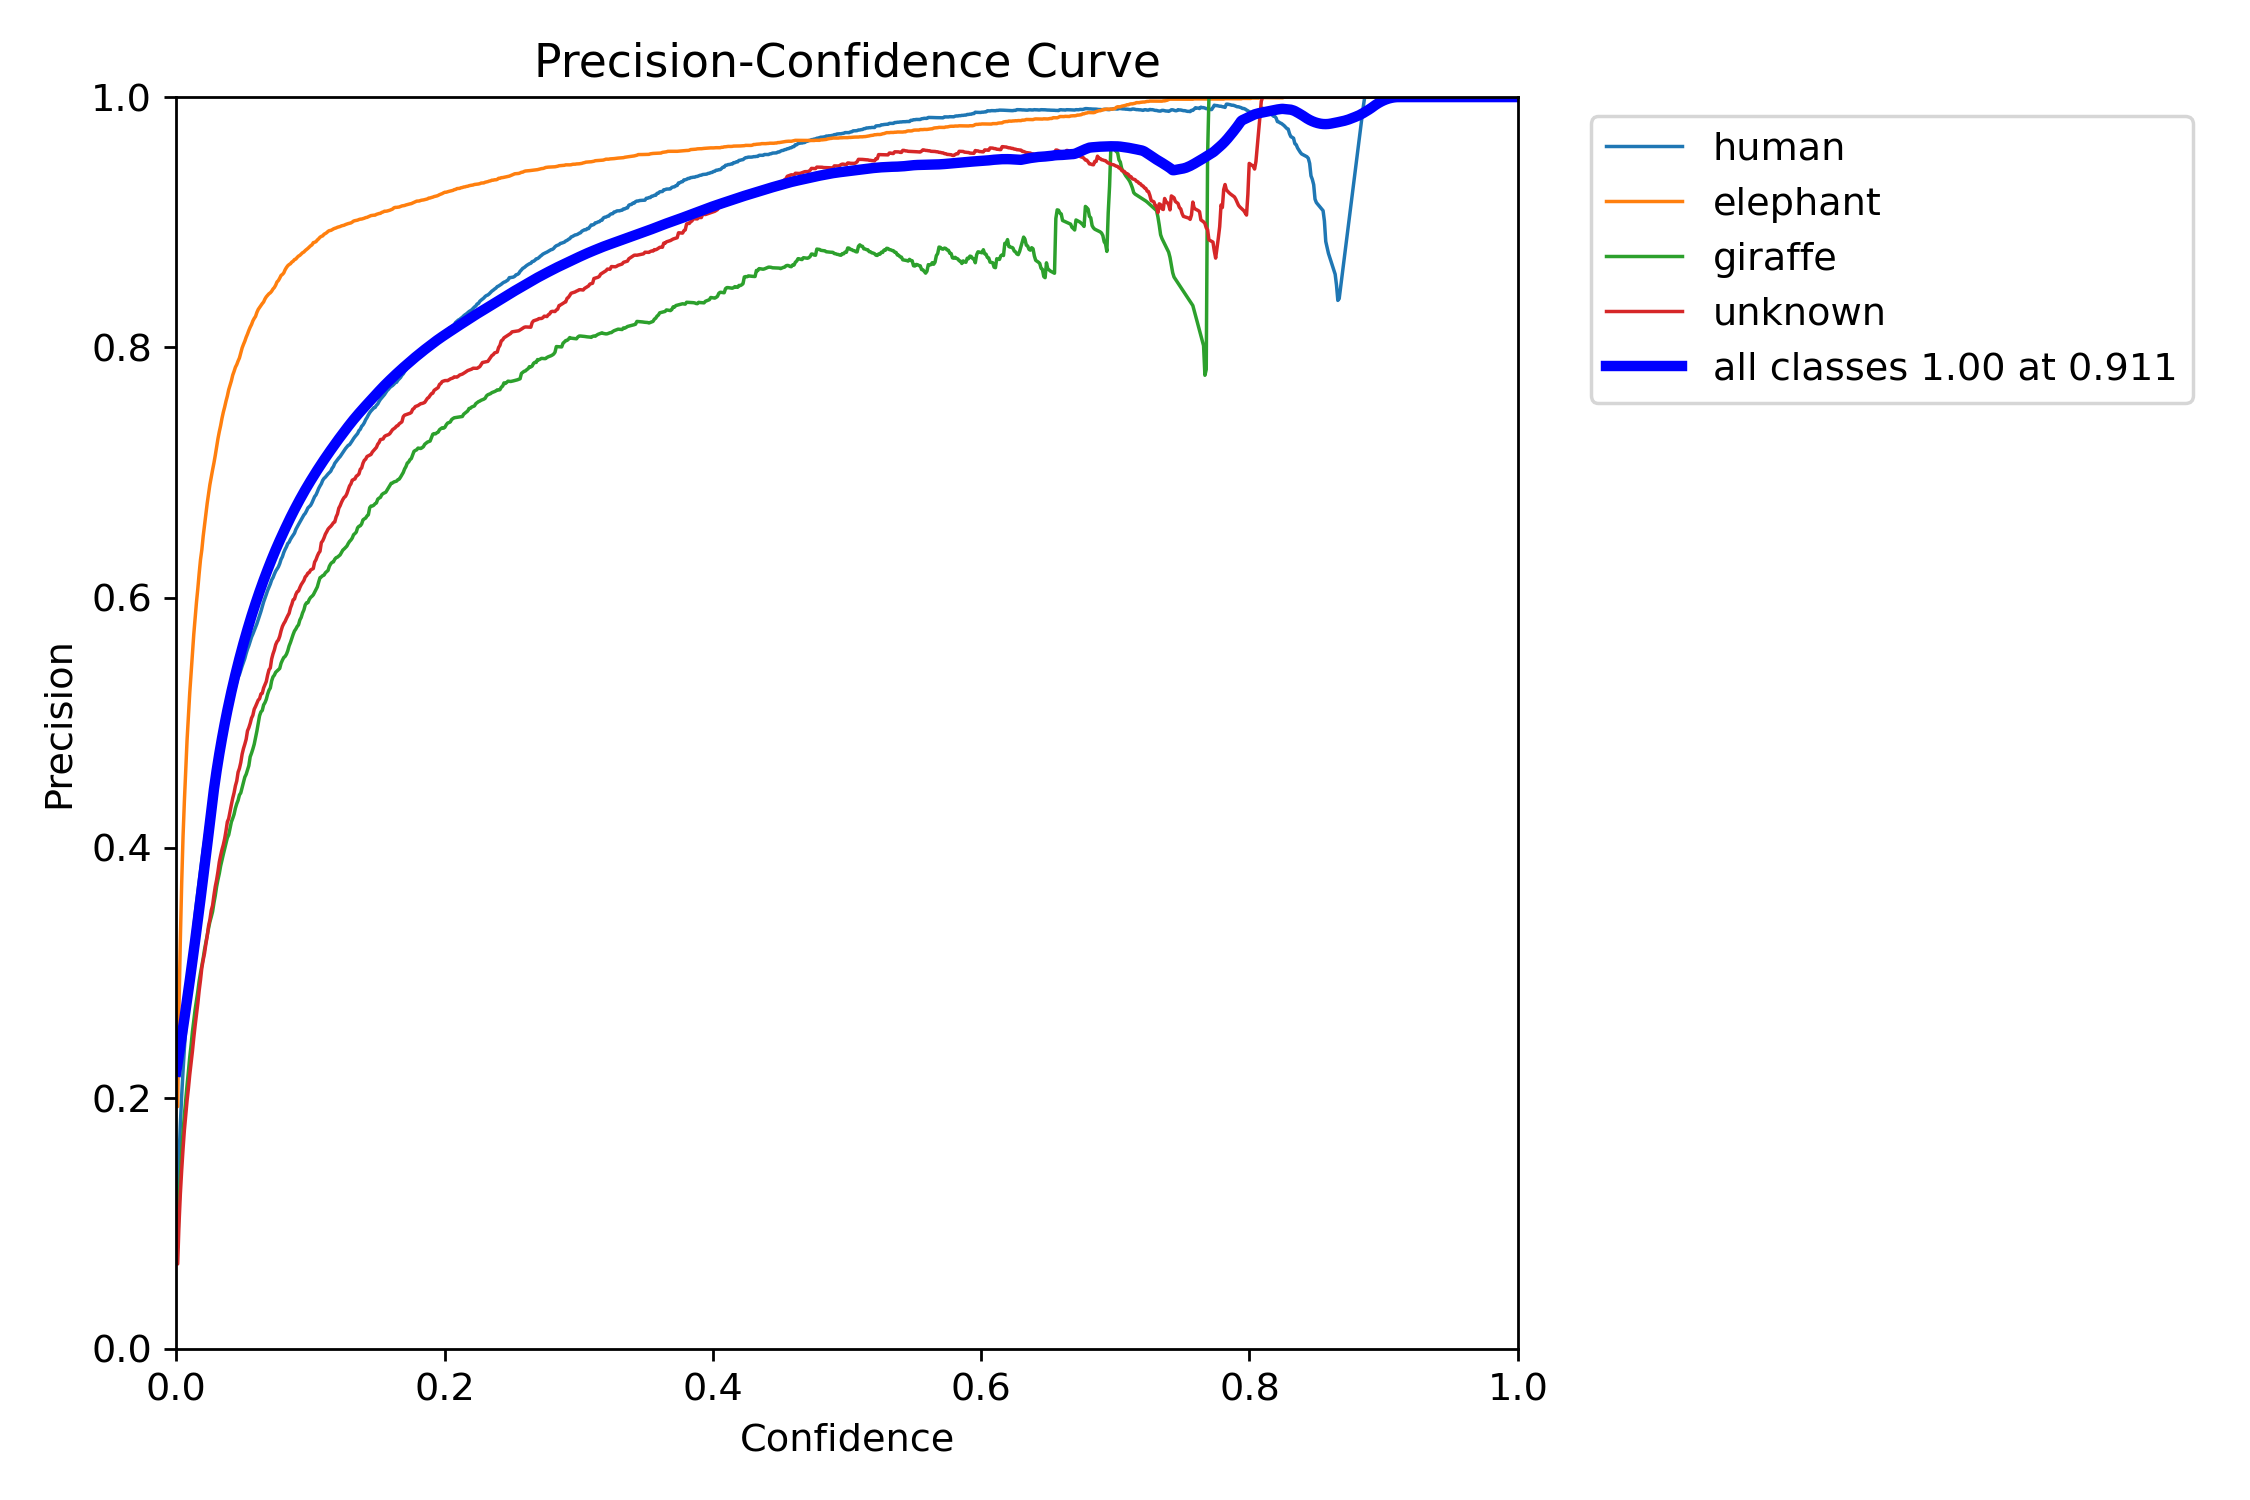 Precision-Confidence Curve
1.0
0.8
0.6
0.4
0.2
0.0
Precision
0.0 0.2 0.4 0.6 0.8 1.0
Confidence
human
elephant
giraffe
unknown
all classes 1.00 at 0.911